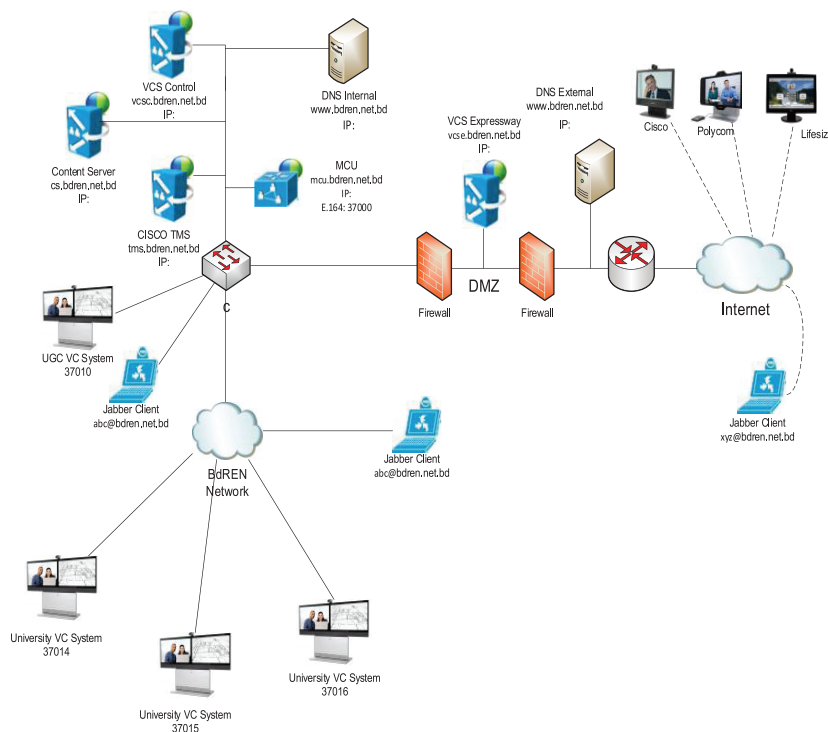 VCS Control
vcsc.bdren.net.bd
IP:
DNS Internal
www.bdren.net.bd
IP:
DNS External
www.bdren.net.bd
IP:
VCS Expressway
vcse.bdren.net.bd
IP:
Cisco
Polycom
Lifesiz
Content Server
cs.bdren.net.bd
IP:
MCU
mcu.bdren.net.bd
IP:
E.164: 37000
CISCO TMS
tms.bdren.net.bd
IP:
C
Firewall
DMZ
Firewall
Internet
UGC VC System
37010
Jabber Client
abc@bdren.net.bd
Jabber Client
xyz@bdren.net.bd
BdREN
Network
Jabber Client
abc@bdren.net.bd
University VC System
37014
University VC System
37015
University VC System
37016